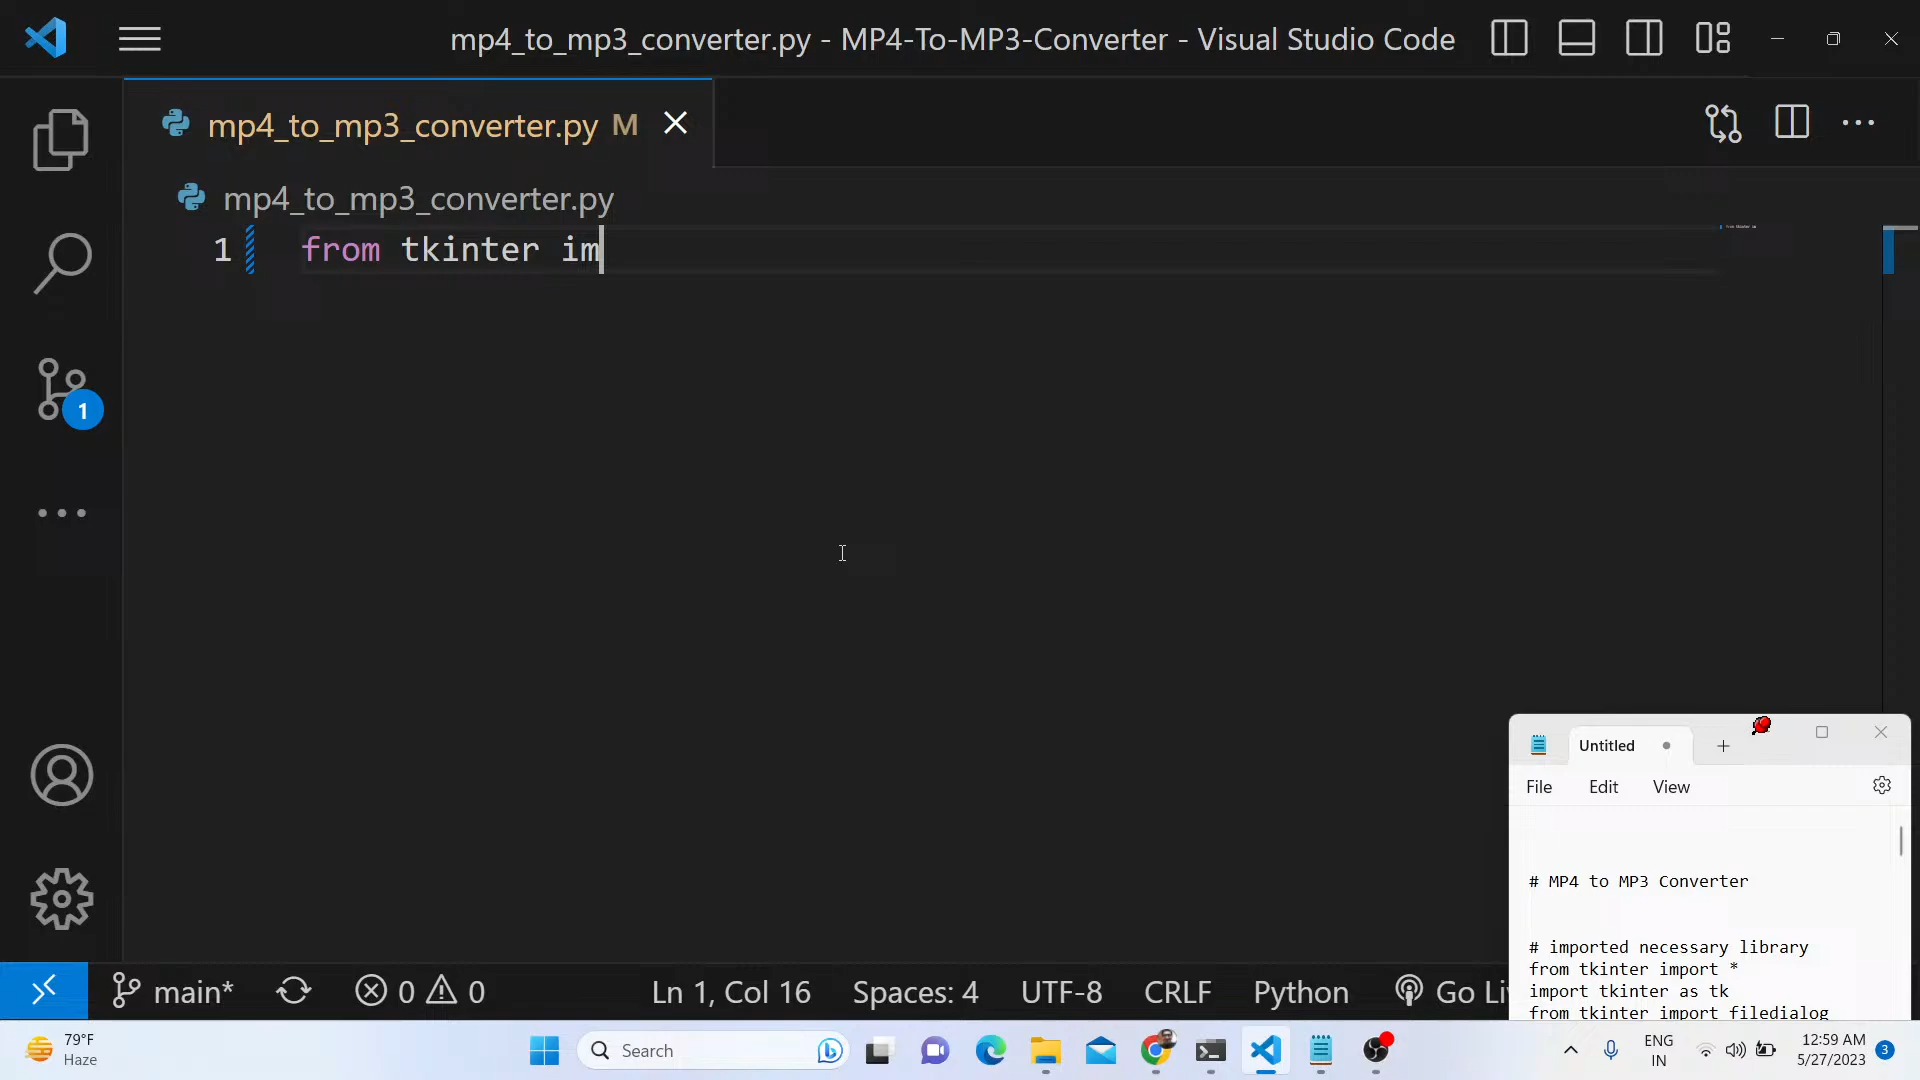 mp4_to_mp3_converter.py - MP4-To-MP3-Converter - Visual Studio Code
mp4_to_mp3_converter.py M
mp4_to_mp3_converter.py
1 from tkinter im
1
Untitled
File Edit View
# MP4 to MP3 Converter
# imported necessary library
from tkinter import *
import tkinter as tk
from tkinter import filedialog
main* 0 0 Ln 1, Col 16 Spaces: 4 UTF-8 CRLF Python Go Li
79°F
Haze
Search
ENG
IN
12:59 AM
5/27/2023
3